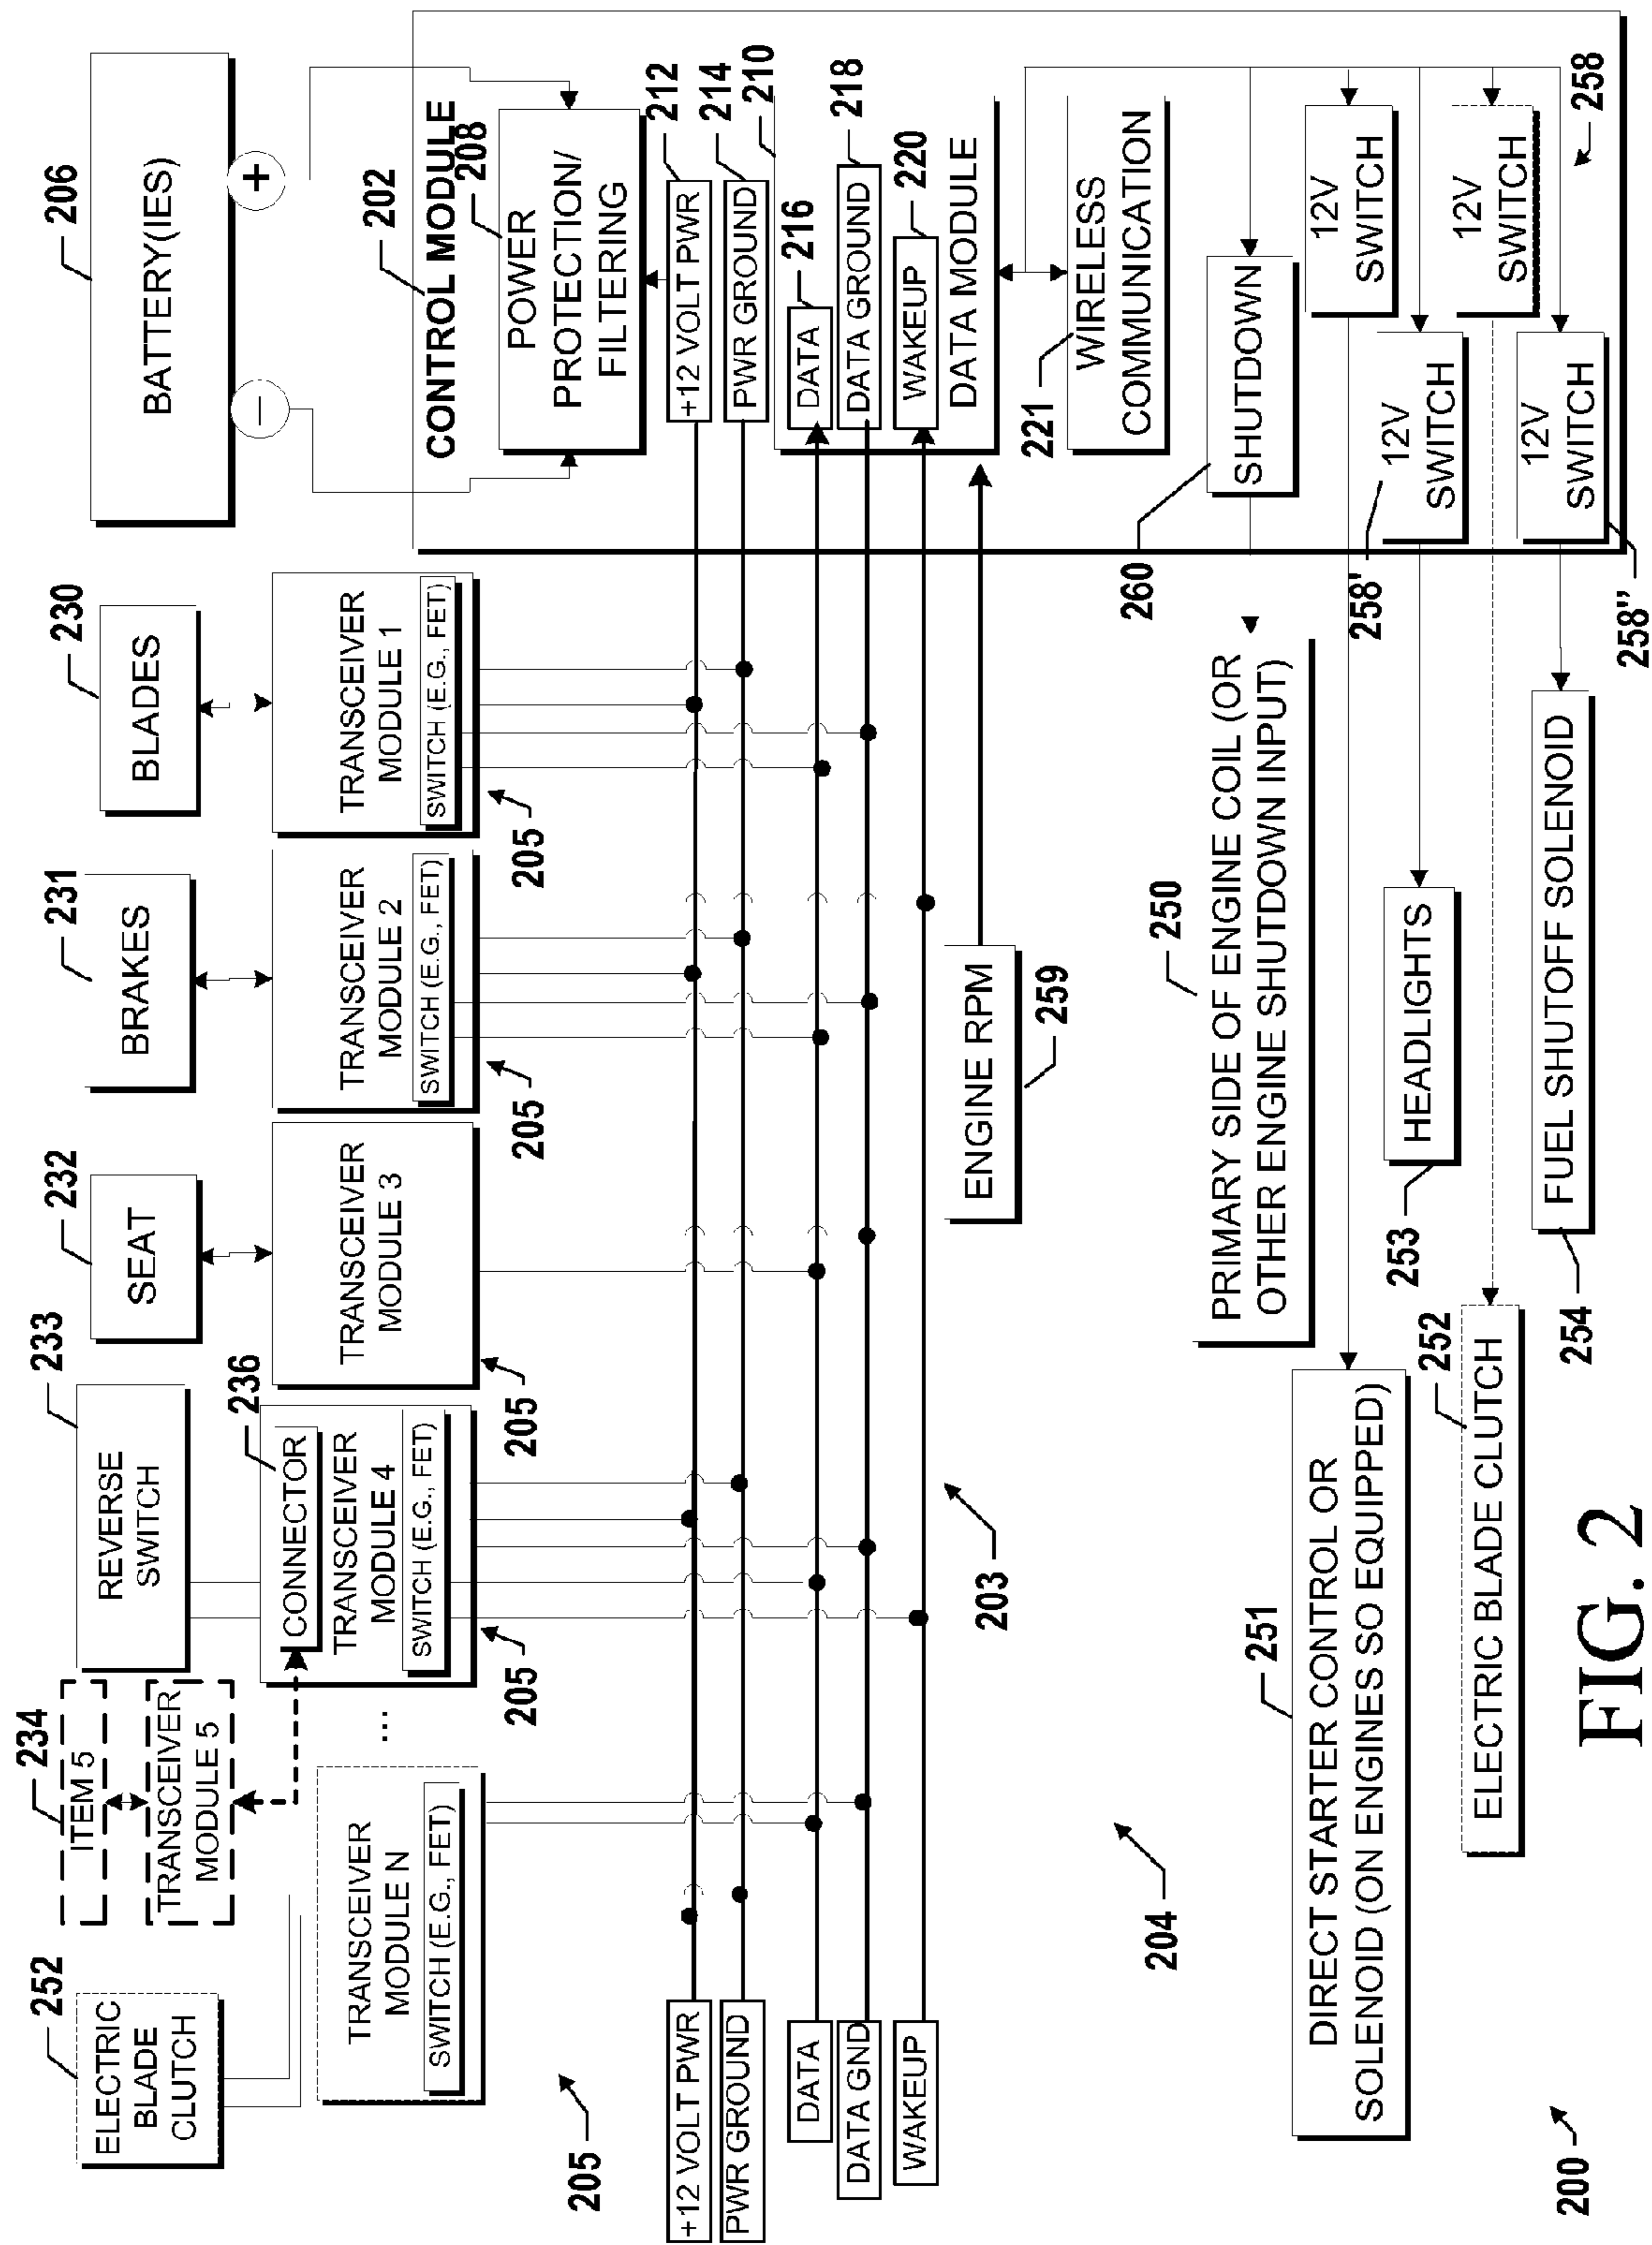 252
ELECTRIC
BLADE
CLUTCH
234
ITEM 5
TRANSCEIVER
MODULE 5
233
REVERSE
SWITCH
232
SEAT
231
BRAKES
230
BLADES
206
BATTERY(IES)
−
+
205
TRANSCEIVER
MODULE N
SWITCH (E.G., FET)
...
236
CONNECTOR
TRANSCEIVER
MODULE 4
SWITCH (E.G., FET)
205
TRANSCEIVER
MODULE 3
205
TRANSCEIVER
MODULE 2
SWITCH (E.G., FET)
205
TRANSCEIVER
MODULE 1
SWITCH (E.G., FET)
205
202
CONTROL MODULE
208
POWER
PROTECTION/
FILTERING
+12 VOLT PWR
PWR GROUND
DATA
DATA GND
WAKEUP
+12 VOLT PWR
212
PWR GROUND
214
210
DATA
216
DATA GROUND
218
WAKEUP
220
DATA MODULE
203
ENGINE RPM
259
221
WIRELESS
COMMUNICATION
204
250
PRIMARY SIDE OF ENGINE COIL (OR
OTHER ENGINE SHUTDOWN INPUT)
260
SHUTDOWN
251
DIRECT STARTER CONTROL OR
SOLENOID (ON ENGINES SO EQUIPPED)
12V
SWITCH
253
HEADLIGHTS
258'
12V
SWITCH
252
ELECTRIC BLADE CLUTCH
12V
SWITCH
258
254
FUEL SHUTOFF SOLENOID
12V
SWITCH
258''
200
FIG. 2